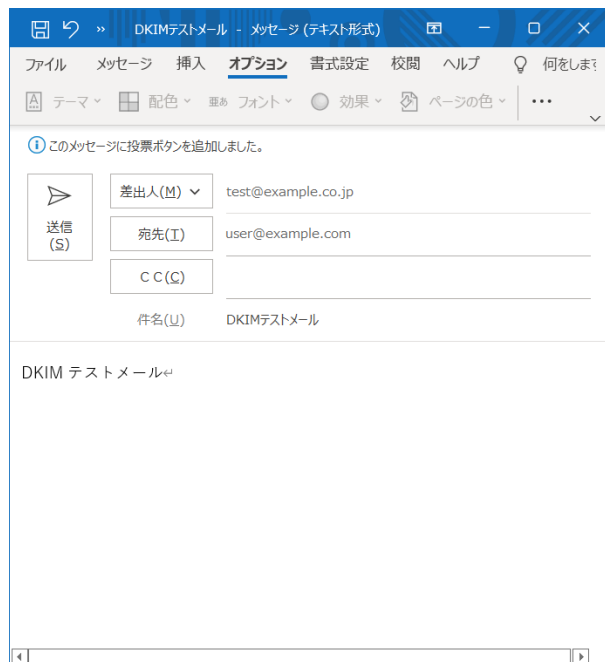 » DKIMテストメール - メッセージ (テキスト形式)
ファイル メッセージ 挿入 オプション 書式設定 校閲 ヘルプ 何をします
テーマ 配色 亜あ フォント 効果 ページの色 …
このメッセージに投票ボタンを追加しました。
送信
(S)
差出人(M) test@example.co.jp
宛先(T) user@example.com
ＣＣ(C)
件名(U) DKIMテストメール
DKIM テストメール↵